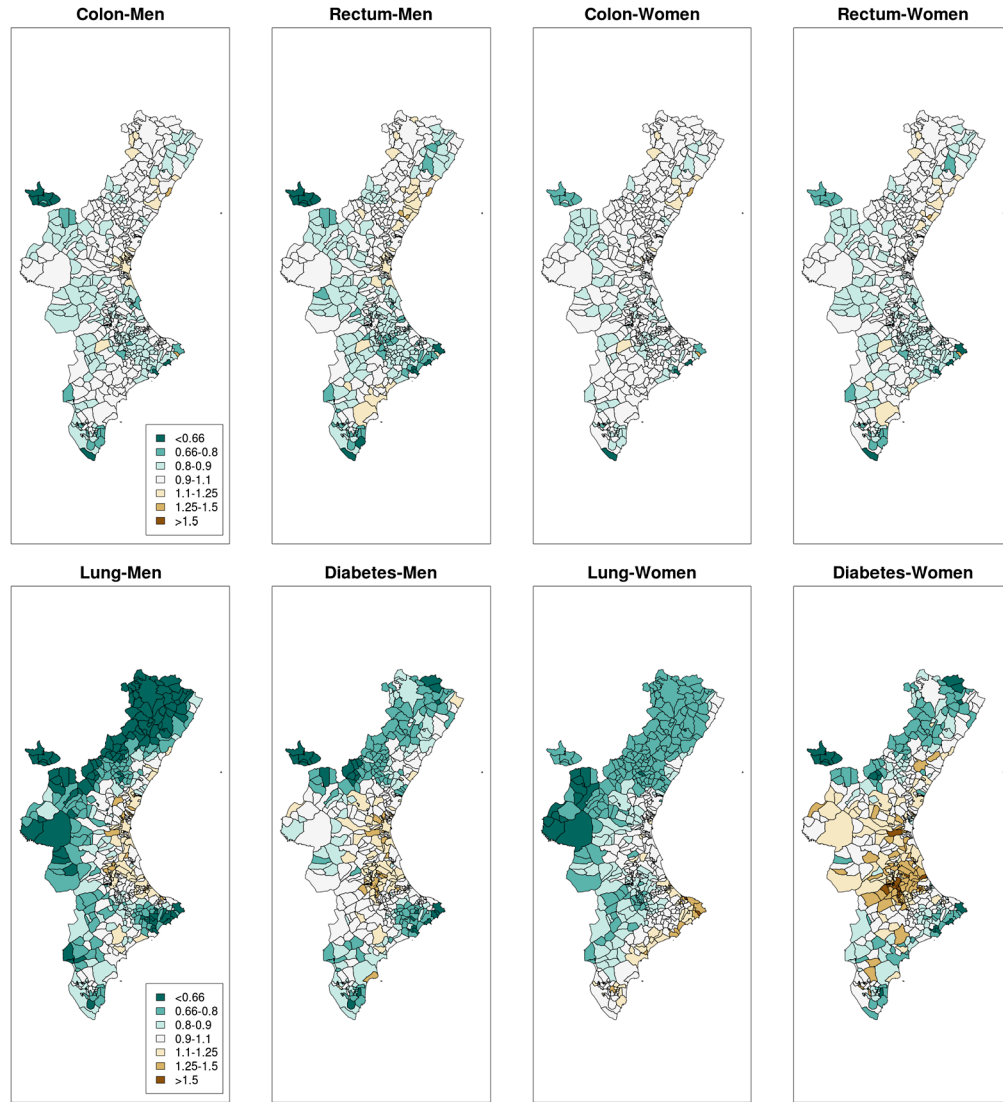 Colon-Men
Rectum-Men
Colon-Women
Rectum-Women
<0.66
0.66-0.8
0.8-0.9
0.9-1.1
1.1-1.25
1.25-1.5
>1.5
Lung-Men
Diabetes-Men
Lung-Women
Diabetes-Women
<0.66
0.66-0.8
0.8-0.9
0.9-1.1
1.1-1.25
1.25-1.5
>1.5